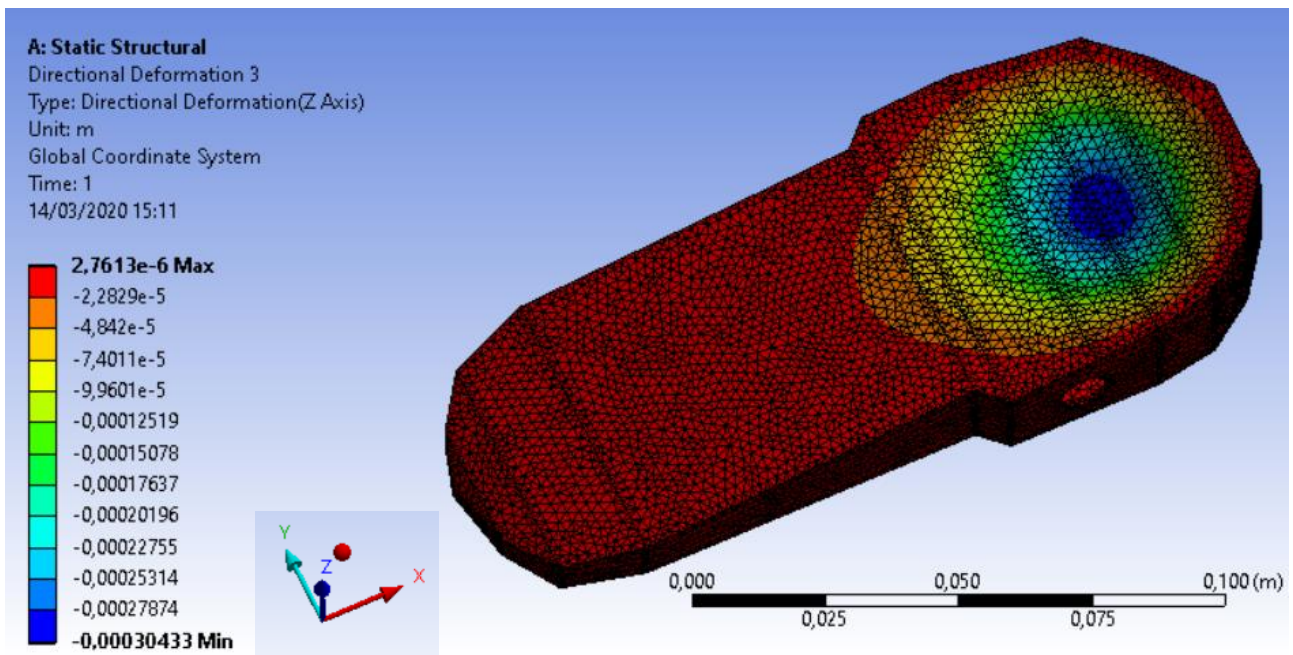 A: Static Structural
Directional Deformation 3
Type: Directional Deformation(Z Axis)
Unit: m
Global Coordinate System
Time: 1
14/03/2020 15:11
2,7613e-6 Max
-2,2829e-5
-4,842e-5
-7,4011e-5
-9,9601e-5
-0,00012519
-0,00015078
-0,00017637
-0,00020196
-0,00022755
-0,00025314
-0,00027874
-0,00030433 Min
Y
Z
X
0,000
0,050
0,100 (m)
0,025
0,075